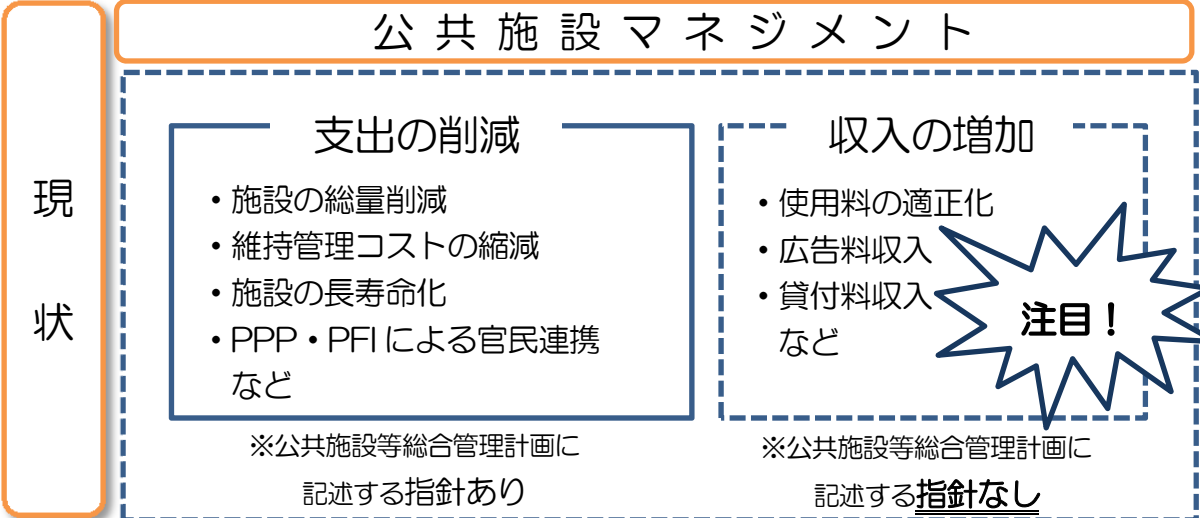 公共施設マネジメント
現状
支出の削減
・施設の総量削減
・維持管理コストの縮減
・施設の長寿命化
・PPP・PFIによる官民連携
など
※公共施設等総合管理計画に
記述する指針あり
収入の増加
・使用料の適正化
・広告料収入
・貸付料収入
など
注目！
※公共施設等総合管理計画に
記述する指針なし